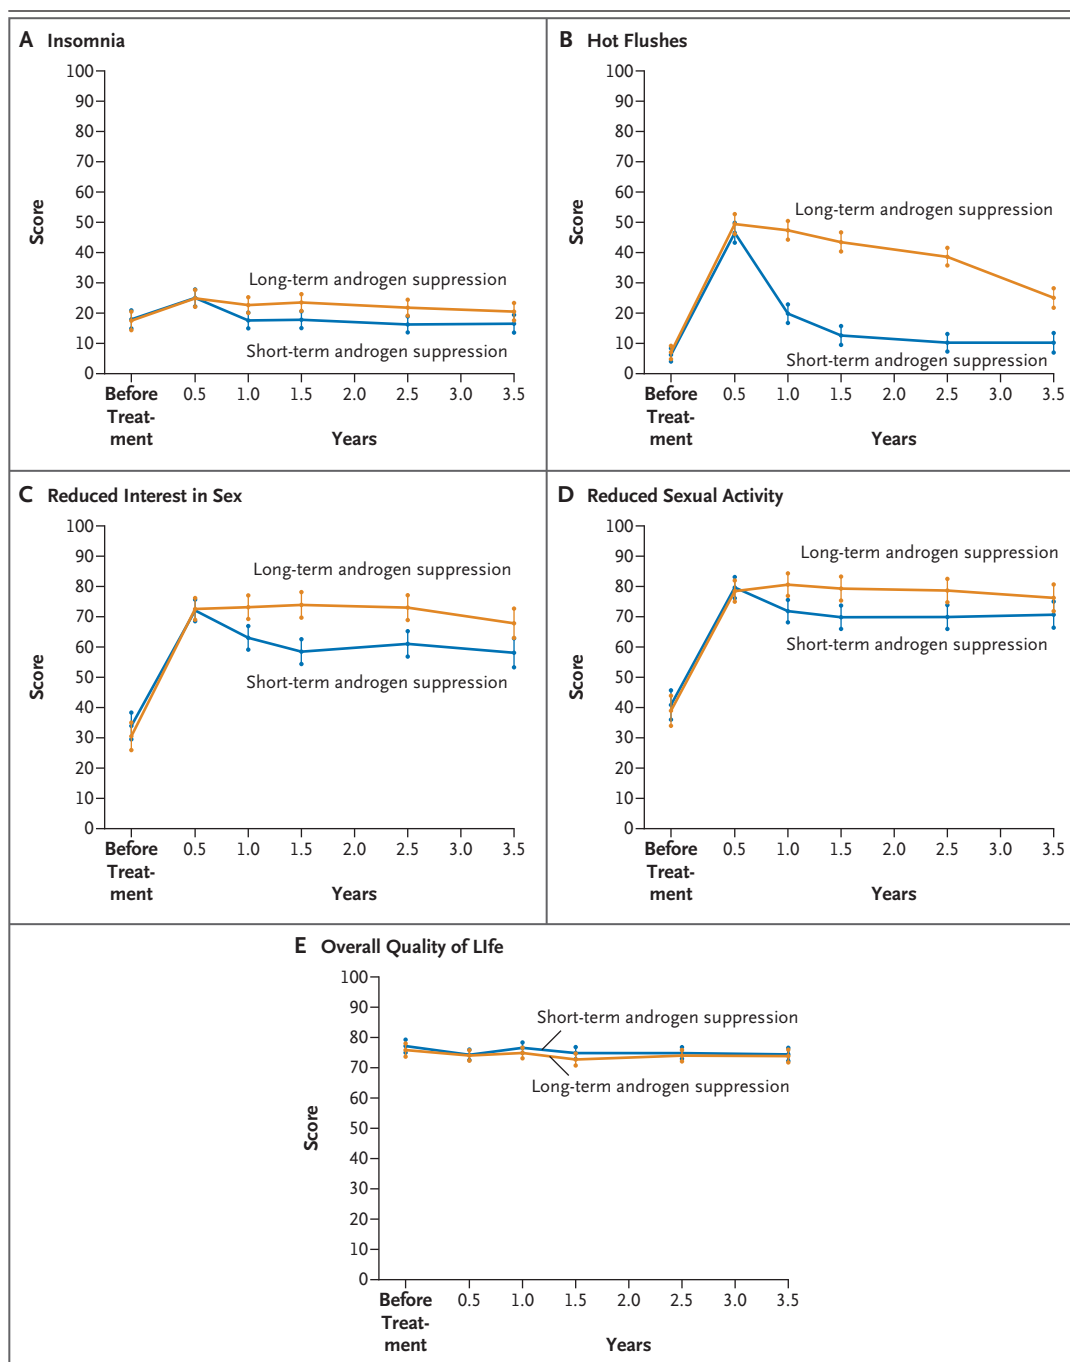 A Insomnia
100
90
80
70
60
50
40
30
20
10
0
Score
Long-term androgen suppression
Short-term androgen suppression
Before
Treat-
ment
0.5
1.0
1.5
2.0
2.5
3.0
3.5
Years
B Hot Flushes
100
90
80
70
60
50
40
30
20
10
0
Score
Long-term androgen suppression
Short-term androgen suppression
Before
Treat-
ment
0.5
1.0
1.5
2.0
2.5
3.0
3.5
Years
C Reduced Interest in Sex
100
90
80
70
60
50
40
30
20
10
0
Score
Long-term androgen suppression
Short-term androgen suppression
Before
Treat-
ment
0.5
1.0
1.5
2.0
2.5
3.0
3.5
Years
D Reduced Sexual Activity
100
90
80
70
60
50
40
30
20
10
0
Score
Long-term androgen suppression
Short-term androgen suppression
Before
Treat-
ment
0.5
1.0
1.5
2.0
2.5
3.0
3.5
Years
E Overall Quality of LIfe
100
90
80
70
60
50
40
30
20
10
0
Score
Short-term androgen suppression
Long-term androgen suppression
Before
Treat-
ment
0.5
1.0
1.5
2.0
2.5
3.0
3.5
Years